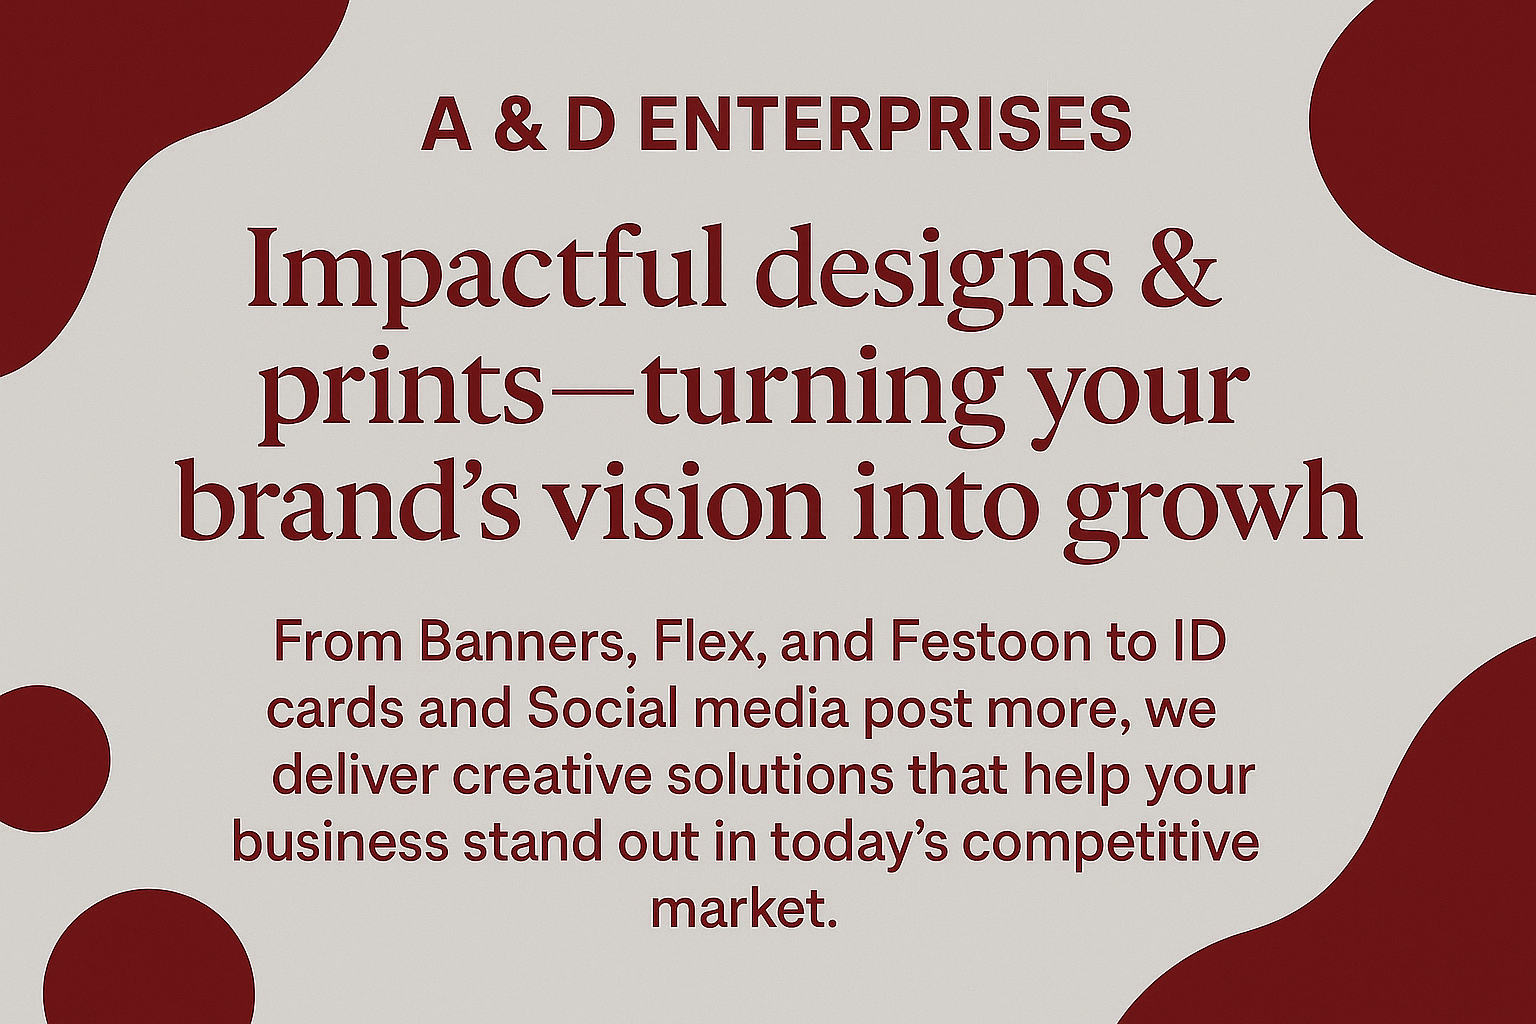 A & D ENTERPRISES
Impactful designs &
prints—turning your
brand’s vision into growh
From Banners, Flex, and Festoon to ID
cards and Social media post more, we
deliver creative solutions that help your
business stand out in today’s competitive
market.